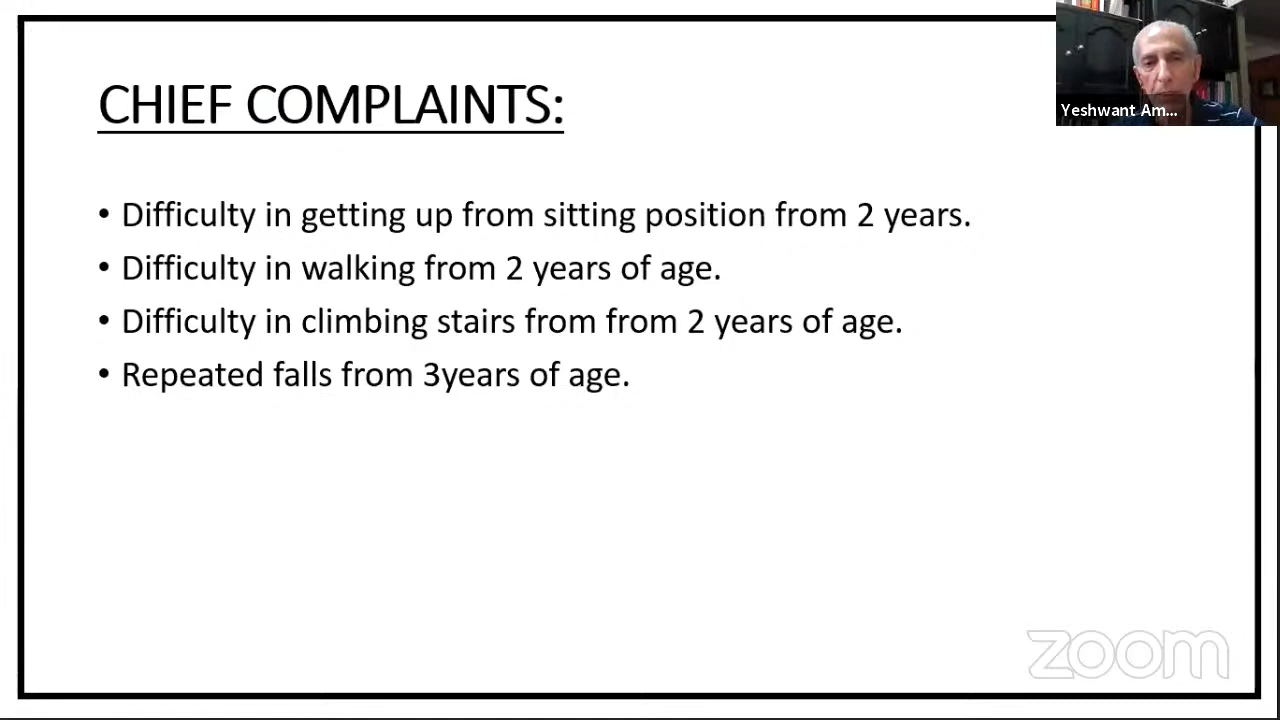 CHIEF COMPLAINTS:
Yeshwant Am...
• Difficulty in getting up from sitting position from 2 years.
• Difficulty in walking from 2 years of age.
• Difficulty in climbing stairs from from 2 years of age.
• Repeated falls from 3years of age.
zoom